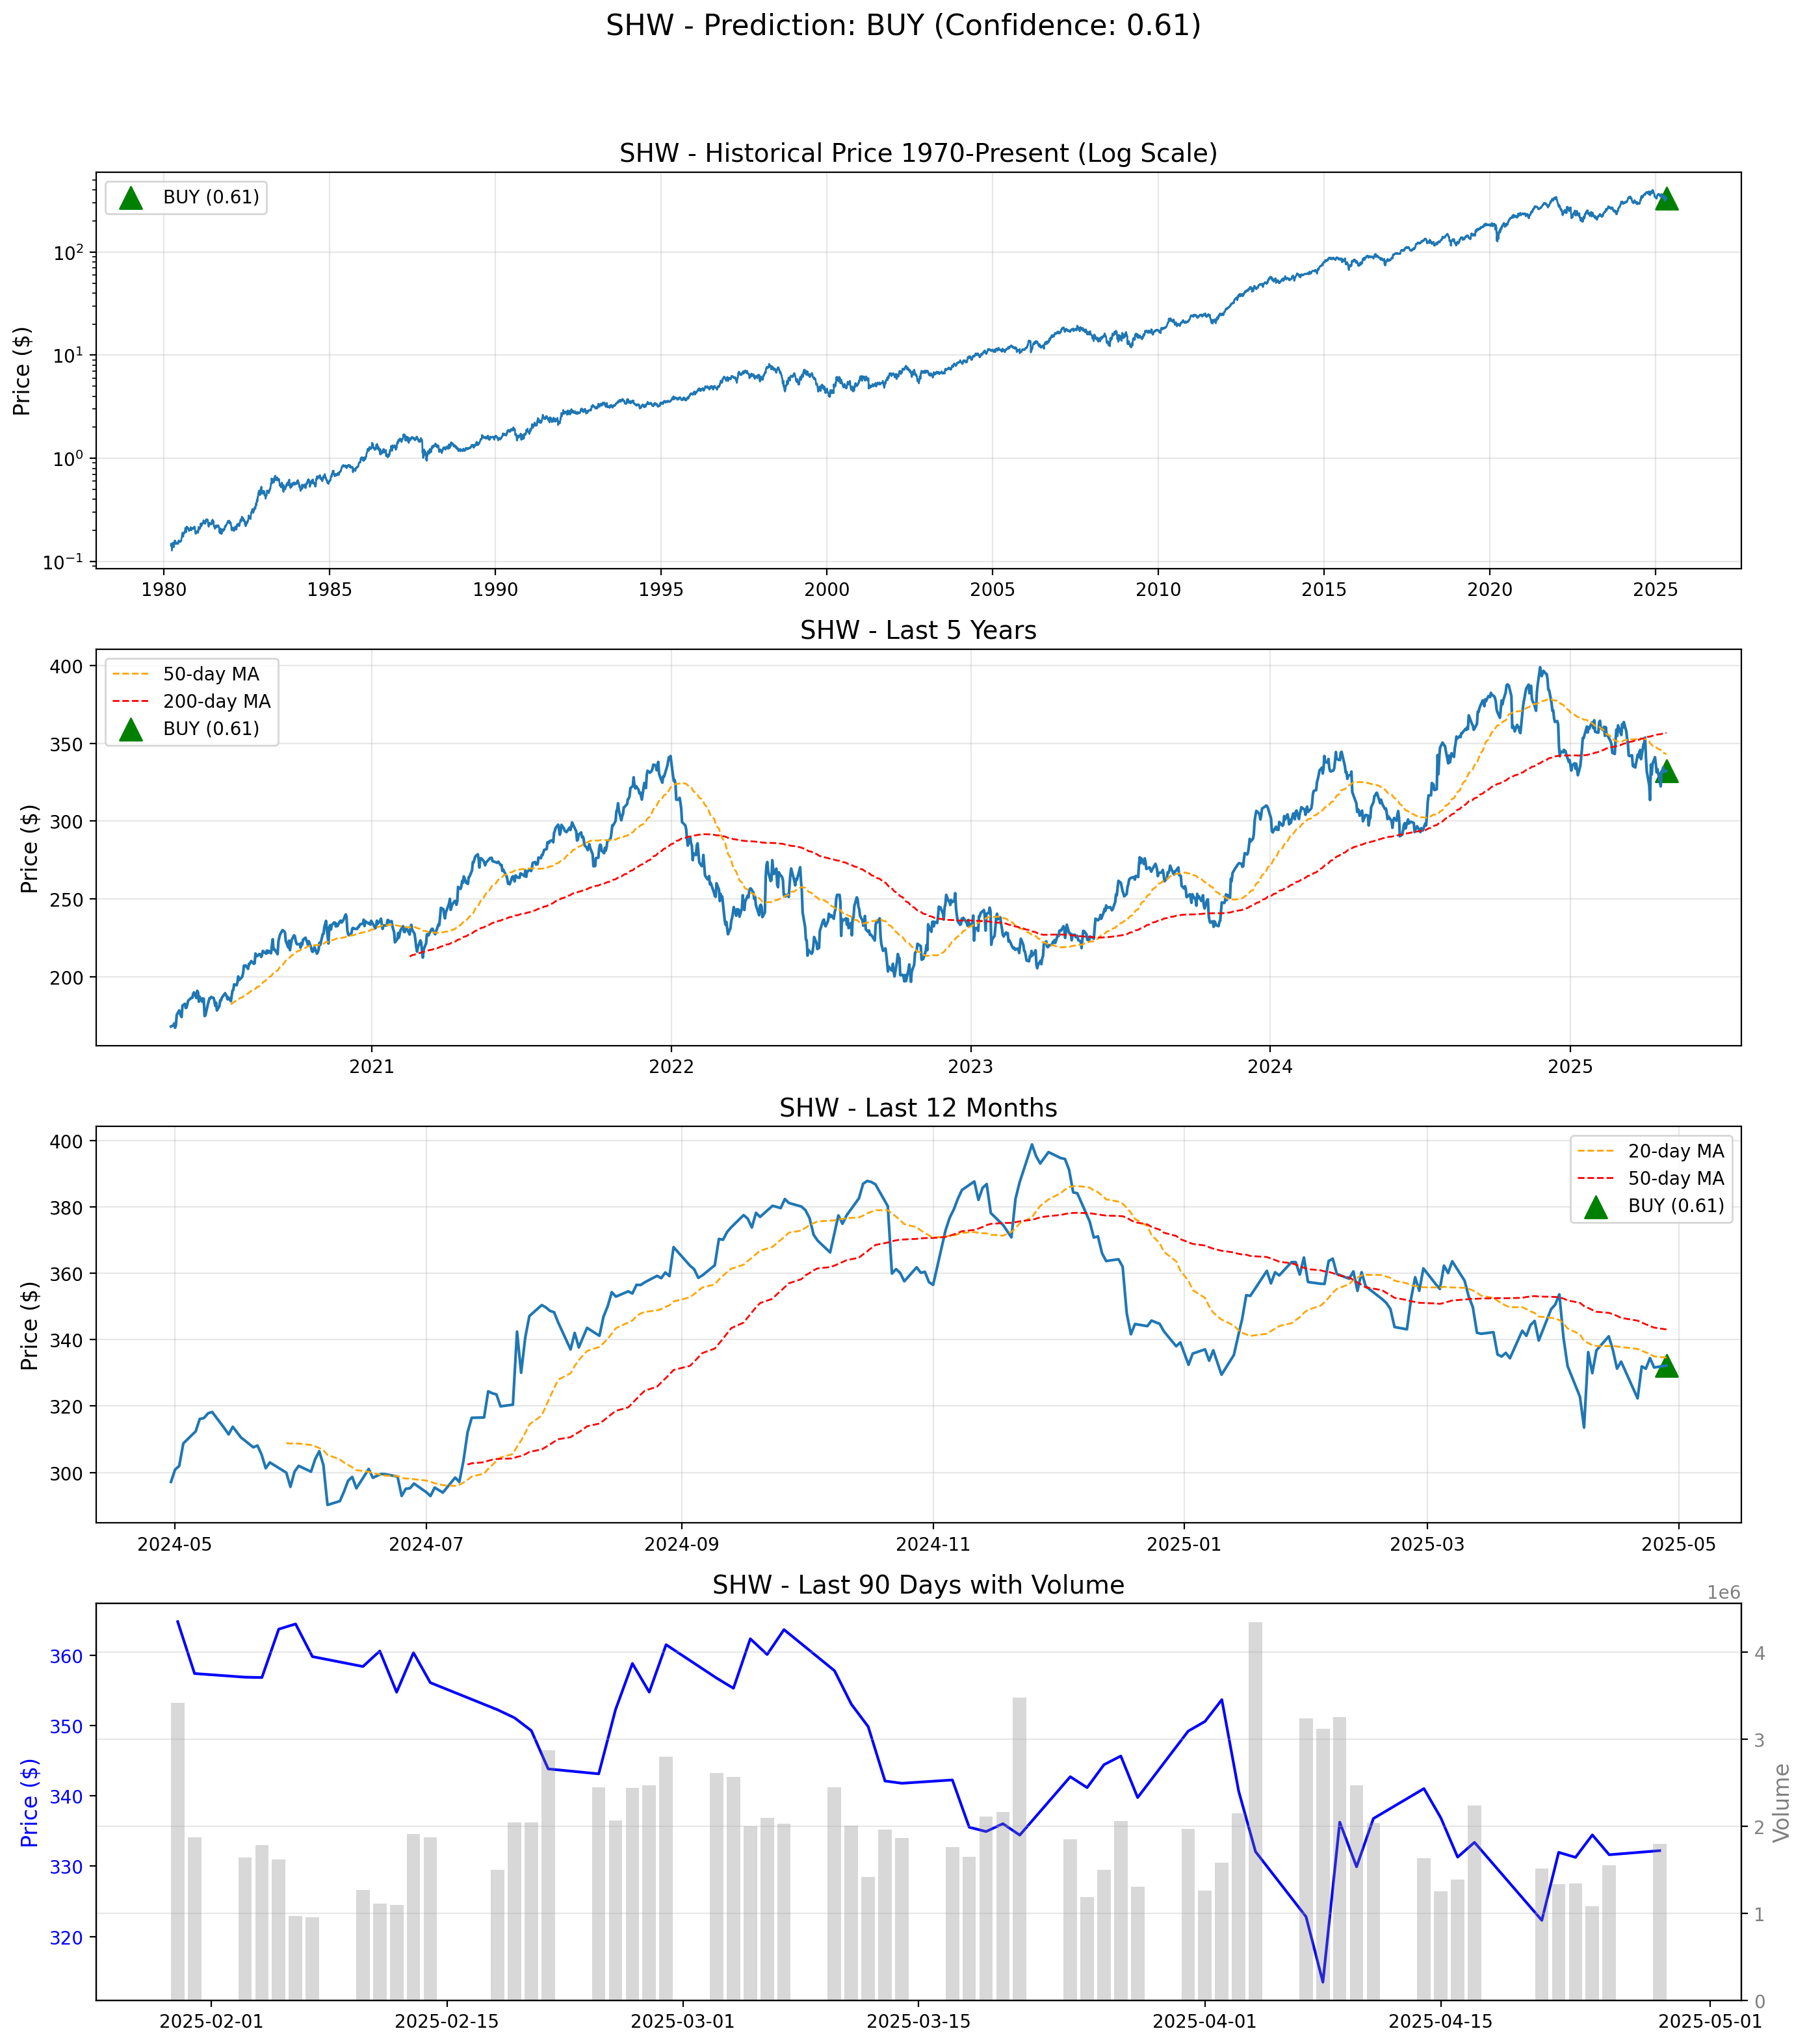 SHW - Prediction: BUY (Confidence: 0.61)
SHW - Historical Price 1970-Present (Log Scale)
BUY (0.61)
Price ($)
10²
10¹
10⁰
10⁻¹
1980 1985 1990 1995 2000 2005 2010 2015 2020 2025
SHW - Last 5 Years
50-day MA
200-day MA
BUY (0.61)
Price ($)
400
350
300
250
200
2021 2022 2023 2024 2025
SHW - Last 12 Months
20-day MA
50-day MA
BUY (0.61)
Price ($)
400
380
360
340
320
300
2024-05 2024-07 2024-09 2024-11 2025-01 2025-03 2025-05
SHW - Last 90 Days with Volume
1e6
Price ($)
360
350
340
330
320
4
3
2
1
0
Volume
2025-02-01 2025-02-15 2025-03-01 2025-03-15 2025-04-01 2025-04-15 2025-05-01